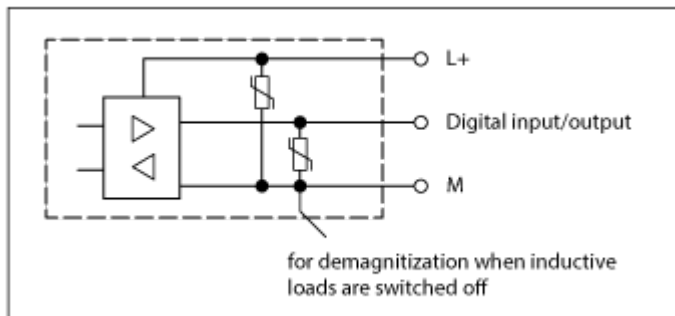 L+
Digital input/output
M
for demagnitization when inductive
loads are switched off